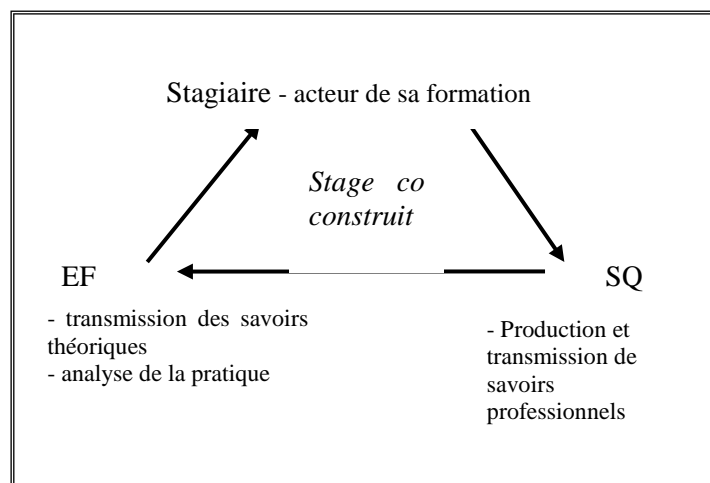 Stagiaire - acteur de sa formation
Stage co
construit
EF
SQ
- transmission des savoirs
théoriques
- analyse de la pratique
- Production et
transmission de
savoirs
professionnels